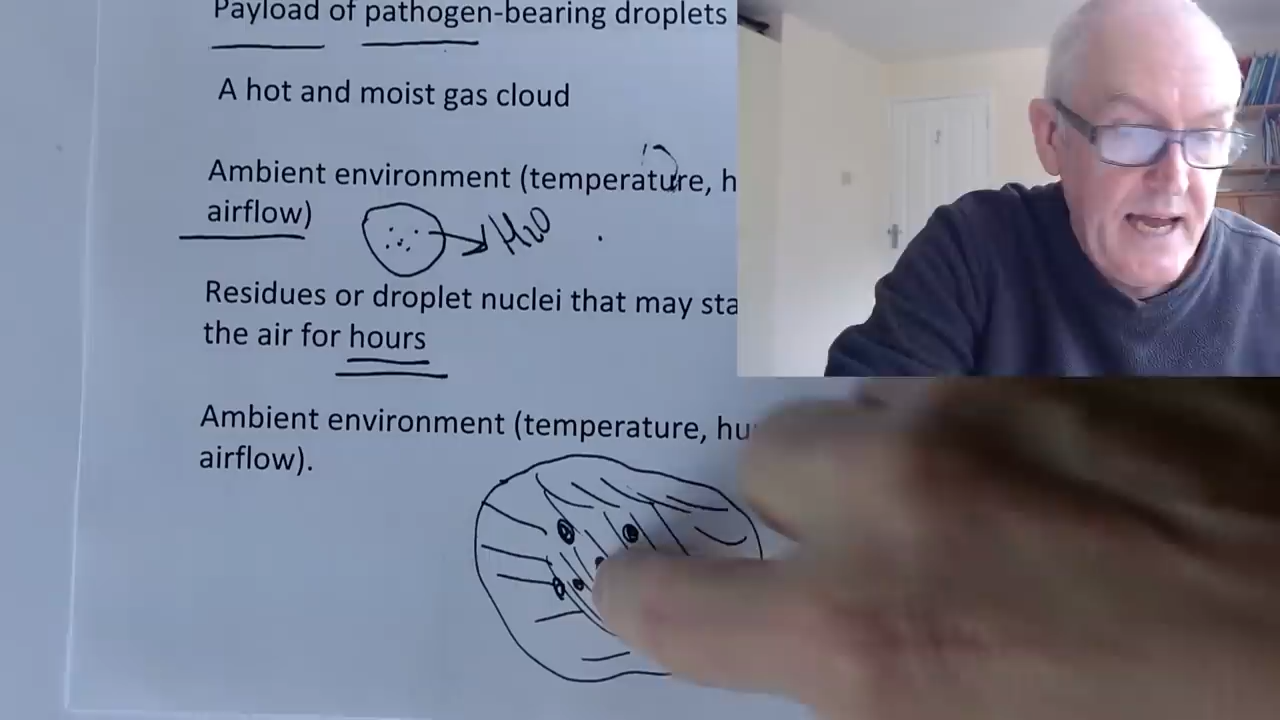 Payload of pathogen-bearing droplets
A hot and moist gas cloud
Ambient environment (temperature, h
airflow)
H2O
Residues or droplet nuclei that may sta
the air for hours
Ambient environment (temperature, hu
airflow).